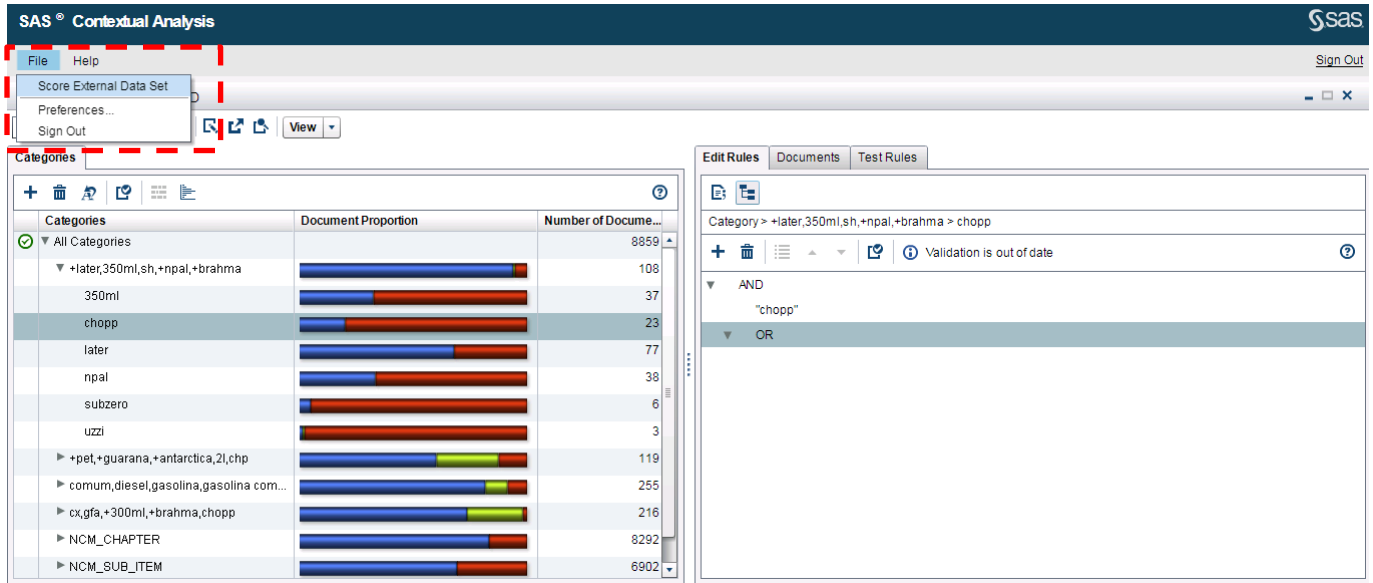 SAS ® Contextual Analysis
sas
File Help
Sign Out
Score External Data Set
Preferences...
Sign Out
View
Categories
Edit Rules Documents Test Rules
Categories Document Proportion Number of Docume...
Category > +later,350ml,sh,+npal,+brahma > chopp
All Categories 8859
Validation is out of date
+later,350ml,sh,+npal,+brahma 108
AND
350ml 37
"chopp"
chopp 23
OR
later 77
npal 38
subzero 6
uzzi 3
+pet,+guarana,+antarctica,2l,chp 119
comum,diesel,gasolina,gasolina com... 255
cx,gfa,+300ml,+brahma,chopp 216
NCM_CHAPTER 8292
NCM_SUB_ITEM 6902